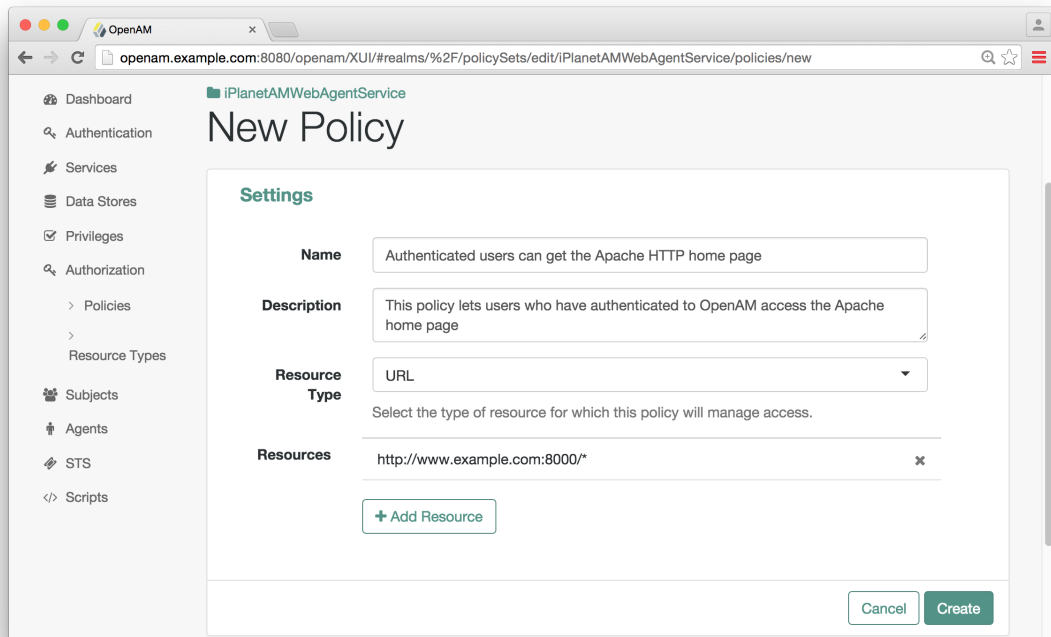 OpenAM
openam.example.com:8080/openam/XUI/#realms/%2F/policySets/edit/iPlanetAMWebAgentService/policies/new
Dashboard
Authentication
Services
Data Stores
Privileges
Authorization
Policies
Resource Types
Subjects
Agents
STS
Scripts
iPlanetAMWebAgentService
New Policy
Settings
Name
Authenticated users can get the Apache HTTP home page
Description
This policy lets users who have authenticated to OpenAM access the Apache
home page
Resource
Type
URL
Select the type of resource for which this policy will manage access.
Resources
http://www.example.com:8000/*
Add Resource
Cancel
Create